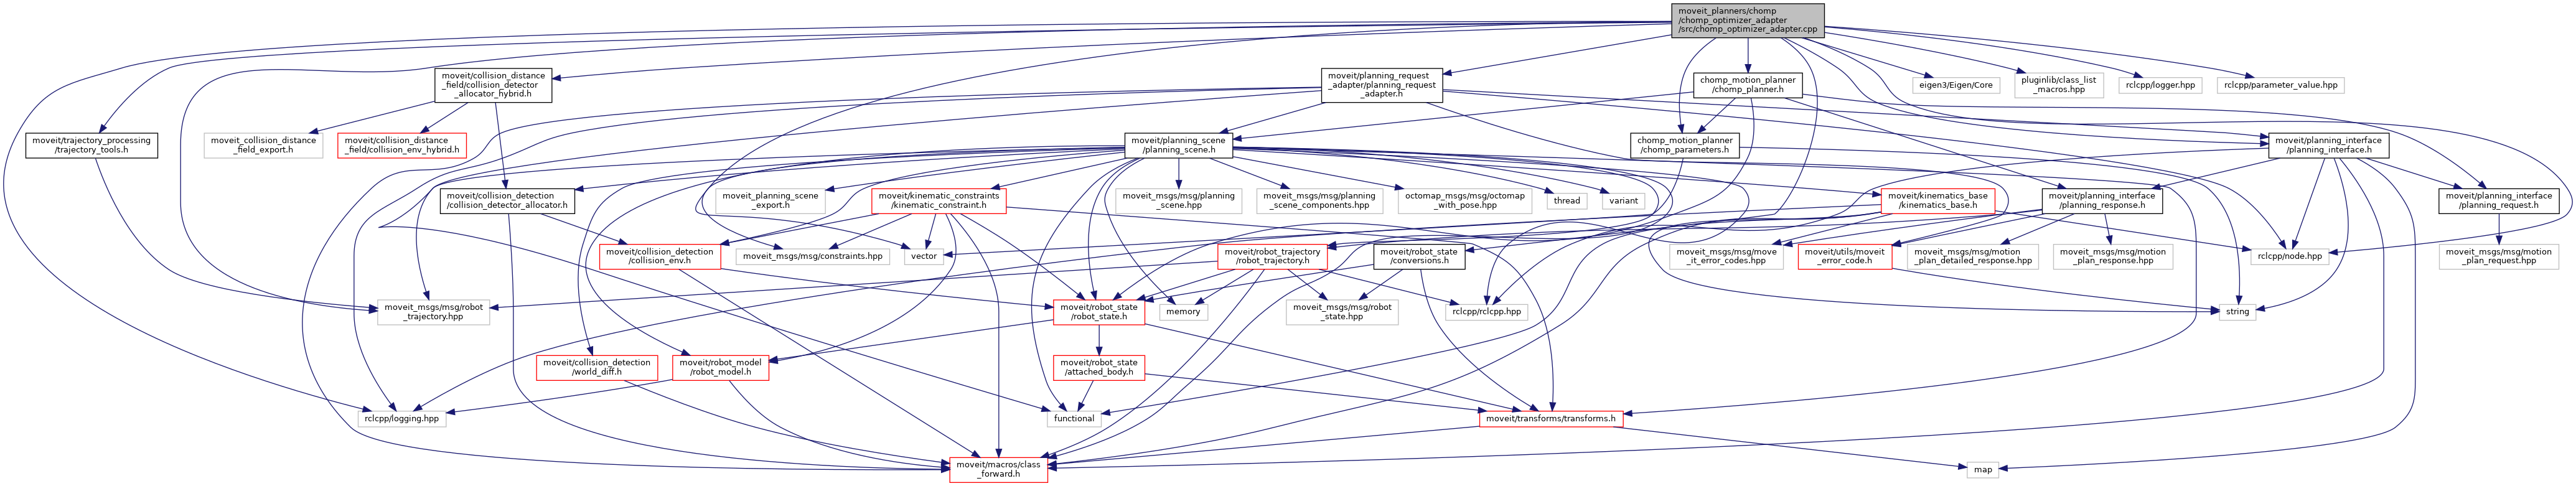 moveit_planners/chomp
/chomp_optimizer_adapter
/src/chomp_optimizer_adapter.cpp
moveit/collision_distance
_field/collision_detector
_allocator_hybrid.h
moveit/planning_request
_adapter/planning_request
_adapter.h
chomp_motion_planner
/chomp_planner.h
eigen3/Eigen/Core
pluginlib/class_list
_macros.hpp
rclcpp/logger.hpp
rclcpp/parameter_value.hpp
moveit/trajectory_processing
/trajectory_tools.h
moveit_collision_distance
_field_export.h
moveit/collision_distance
_field/collision_env_hybrid.h
moveit/planning_scene
/planning_scene.h
chomp_motion_planner
/chomp_parameters.h
moveit/planning_interface
/planning_interface.h
moveit/collision_detection
/collision_detector_allocator.h
moveit_planning_scene
_export.h
moveit/kinematic_constraints
/kinematic_constraint.h
moveit_msgs/msg/planning
_scene.hpp
moveit_msgs/msg/planning
_scene_components.hpp
octomap_msgs/msg/octomap
_with_pose.hpp
thread
variant
moveit/kinematics_base
/kinematics_base.h
moveit/planning_interface
/planning_response.h
moveit/planning_interface
/planning_request.h
moveit/collision_detection
/collision_env.h
moveit_msgs/msg/constraints.hpp
vector
moveit/robot_trajectory
/robot_trajectory.h
moveit/robot_state
/conversions.h
moveit_msgs/msg/move
_it_error_codes.hpp
moveit/utils/moveit
_error_code.h
moveit_msgs/msg/motion
_plan_detailed_response.hpp
moveit_msgs/msg/motion
_plan_response.hpp
rclcpp/node.hpp
moveit_msgs/msg/motion
_plan_request.hpp
moveit_msgs/msg/robot
_trajectory.hpp
moveit/robot_state
/robot_state.h
memory
moveit_msgs/msg/robot
_state.hpp
rclcpp/rclcpp.hpp
string
moveit/collision_detection
/world_diff.h
moveit/robot_model
/robot_model.h
moveit/robot_state
/attached_body.h
rclcpp/logging.hpp
functional
moveit/transforms/transforms.h
moveit/macros/class
_forward.h
map